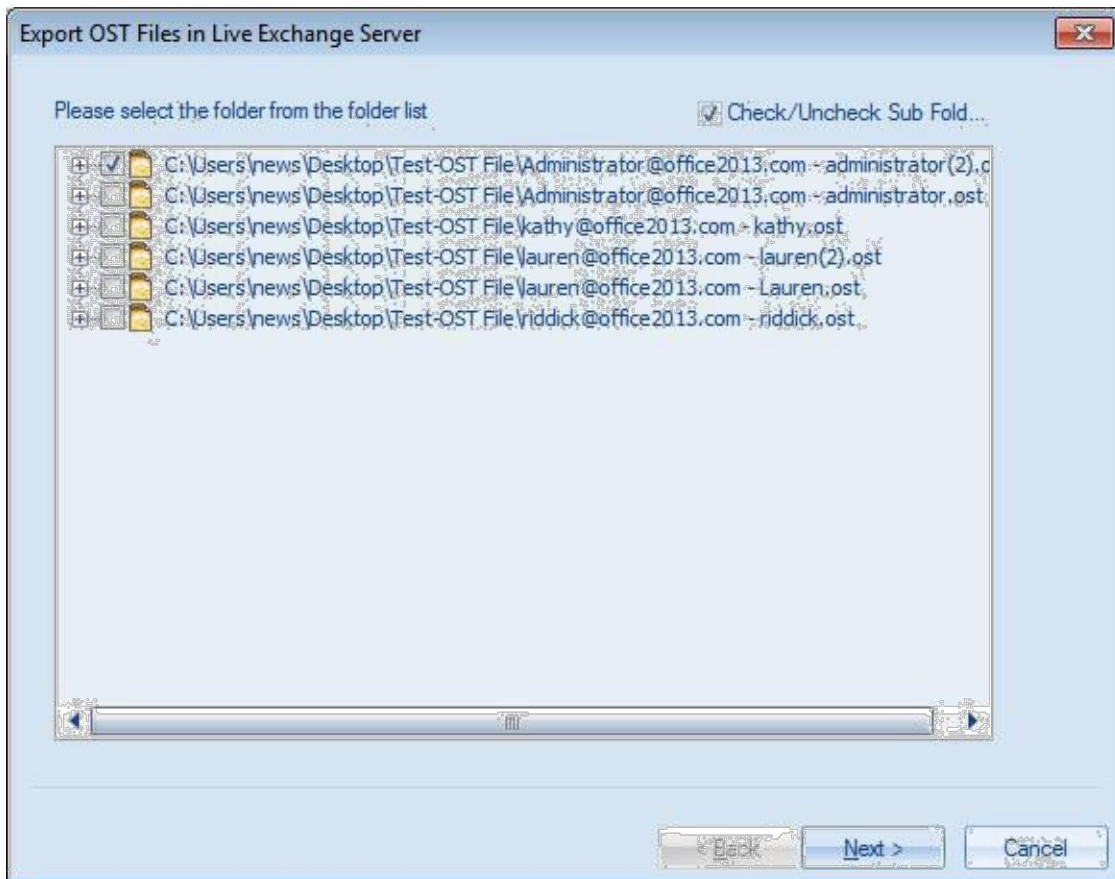 Export OST Files in Live Exchange Server
Please select the folder from the folder list
Check/Uncheck Sub Fold...
C:\Users\news\Desktop\Test-OST File\Administrator@office2013.com - administrator(2).c
C:\Users\news\Desktop\Test-OST File\Administrator@office2013.com - administrator.ost
C:\Users\news\Desktop\Test-OST File\kathy@office2013.com - kathy.ost
C:\Users\news\Desktop\Test-OST File\lauren@office2013.com - lauren(2).ost
C:\Users\news\Desktop\Test-OST File\lauren@office2013.com - Lauren.ost
C:\Users\news\Desktop\Test-OST File\riddick@office2013.com - riddick.ost
< Back
Next >
Cancel